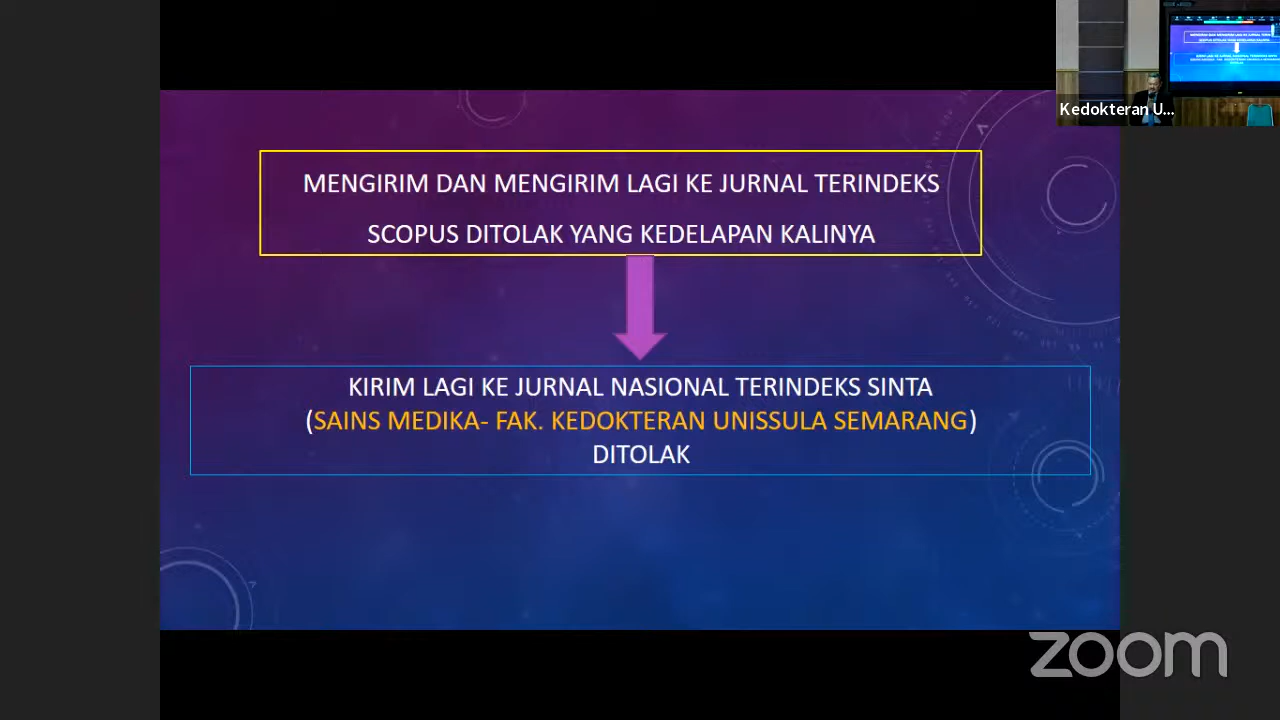 MENGIRIM DAN MENGIRIM LAGI KE JURNAL TERINDEKS
SCOPUS DITOLAK YANG KEDELAPAN KALINYA
KIRIM LAGI KE JURNAL NASIONAL TERINDEKS SINTA
(SAINS MEDIKA- FAK. KEDOKTERAN UNISSULA SEMARANG)
DITOLAK
Kedokteran U...
zoom